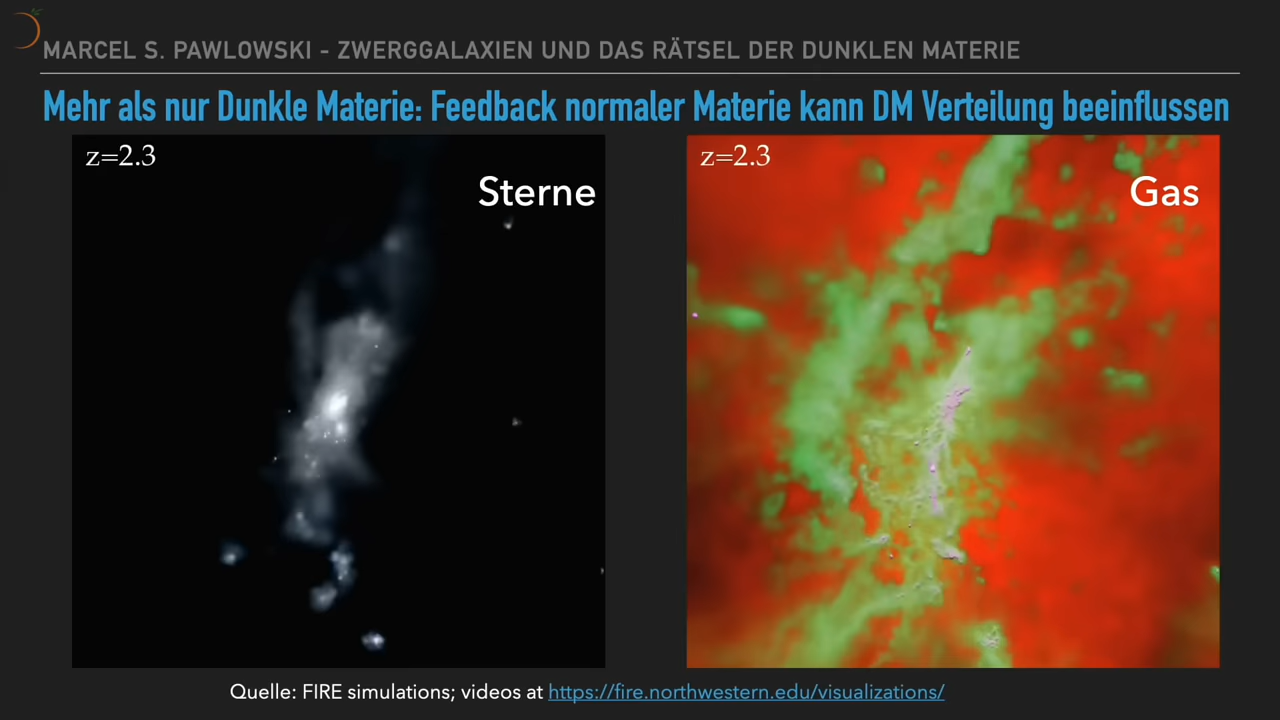 MARCEL S. PAWLOWSKI - ZWERGGALAXIEN UND DAS RÄTSEL DER DUNKLEN MATERIE
Mehr als nur Dunkle Materie: Feedback normaler Materie kann DM Verteilung beeinflussen
z=2.3
Sterne
z=2.3
Gas
Quelle: FIRE simulations; videos at https://fire.northwestern.edu/visualizations/